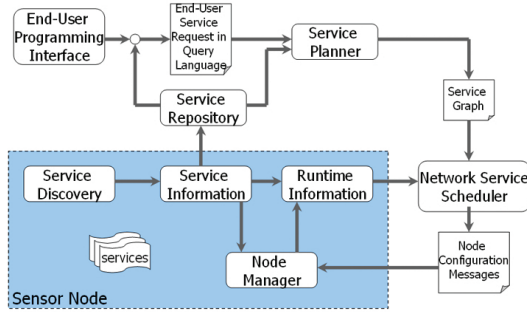 End-User
Programming
Interface
End-User
Service
Request in
Query
Language
Service
Planner
Service
Graph
Service
Repository
Service
Discovery
Service
Information
Runtime
Information
Network Service
Scheduler
services
Node
Manager
Node
Configuration
Messages
Sensor Node